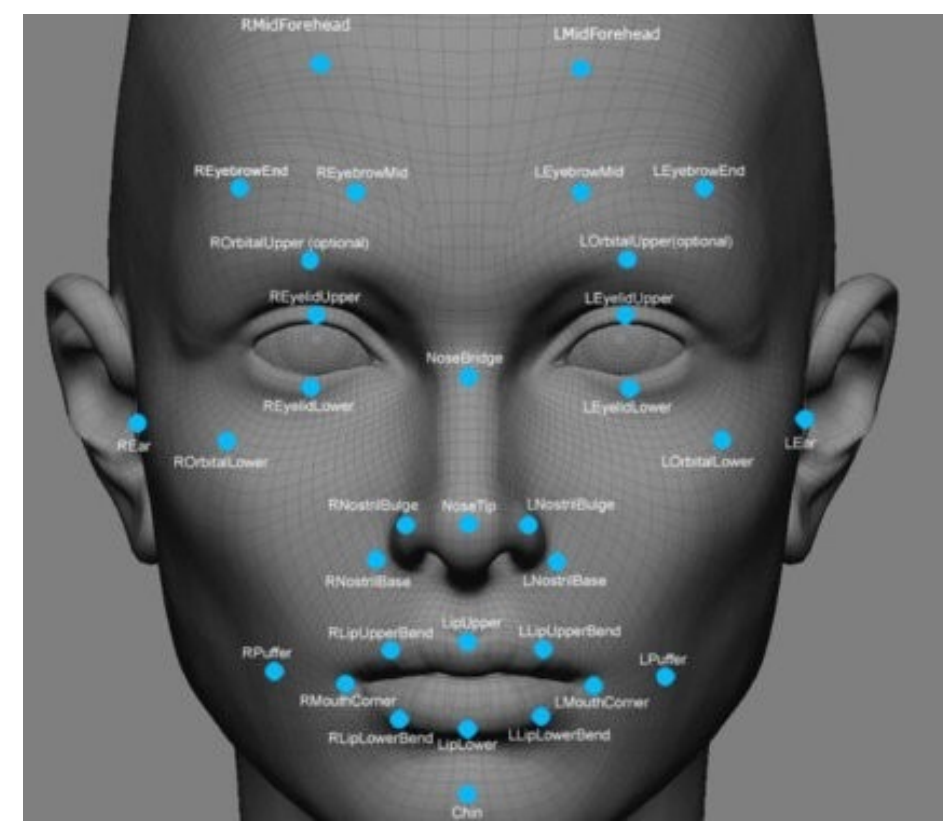 RMidForehead
LMidForehead
REyebrowEnd
REyebrowMid
LEyebrowMid
LEyebrowEnd
ROrbitalUpper (optional)
LOrbitalUpper(optional)
REyelidUpper
LEyelidUpper
NoseBridge
REyelidLower
LEyelidLower
REar
LEar
ROrbitalLower
LOrbitalLower
RNostrilBulge
NoseTip
LNostrilBulge
RNostrilBase
LNostrilBase
LipUpper
RLipUpperBend
LLipUpperBend
RPuffer
LPuffer
RMouthCorner
LMouthCorner
RLipLowerBend
LipLower
LLipLowerBend
Chin